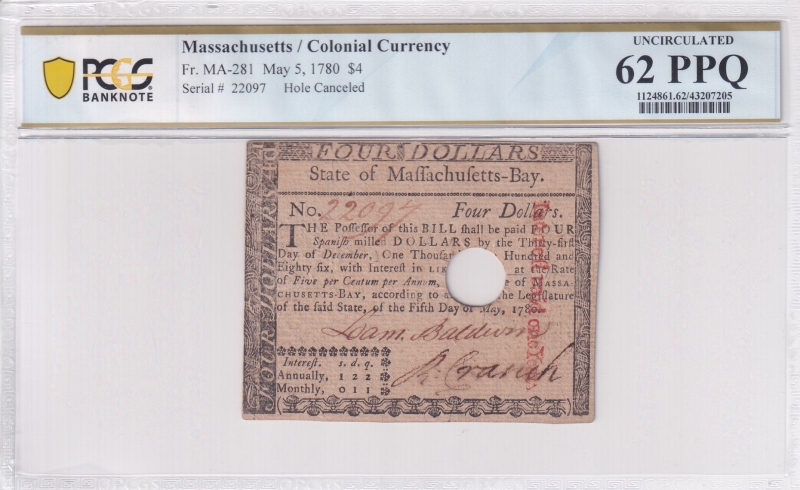 PCGS
BANKNOTE
Massachusetts / Colonial Currency
Fr. MA-281 May 5, 1780 $4
Serial # 22097 Hole Canceled
UNCIRCULATED
62 PPQ
1124861.62/43207205
FOUR DOLLARS
State of Maſſachuſetts-Bay.
No. 22097 Four Dollars.
THE Poſſeſſor of this BILL ſhall be paid FOUR
Spaniſh milled DOLLARS by the Thirty-firſt
Day of December, One Thouſand Hundred and
Eighty ſix, with Intereſt in at the Rate
of Five per Centum per Annum, of MASSA-
CHUSETTS-BAY, according to the Legiſlature
of the ſaid State, of the Fifth Day of May, 1780.
Loam. Baldwin
R. Cranch
Intereſt. s. d. q.
Annually, 1 2 2
Monthly, 0 1 1
FOUR DOLLARS